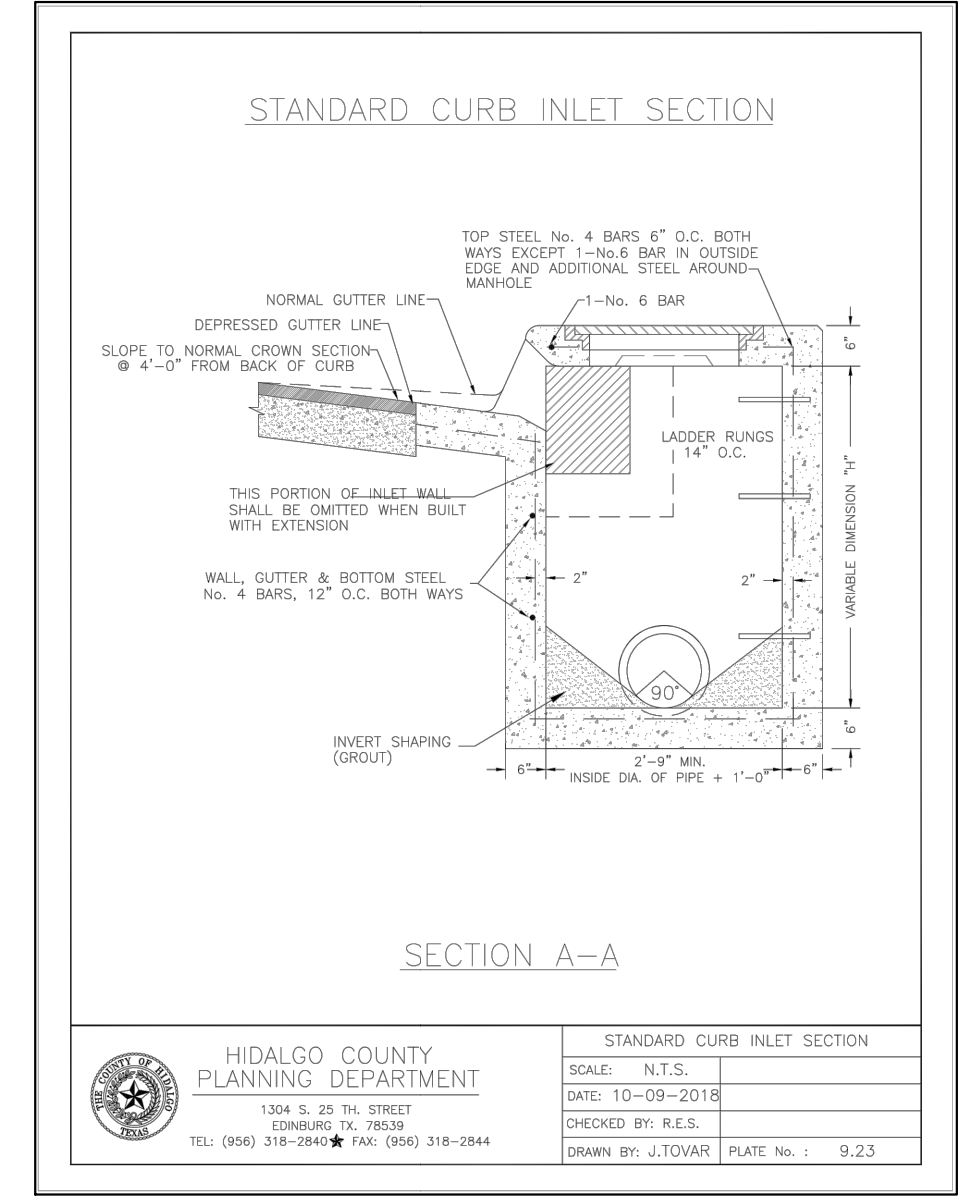 STANDARD CURB INLET SECTION
TOP STEEL No. 4 BARS 6" O.C. BOTH
WAYS EXCEPT 1-No.6 BAR IN OUTSIDE
EDGE AND ADDITIONAL STEEL AROUND
MANHOLE
NORMAL GUTTER LINE
1-No. 6 BAR
DEPRESSED GUTTER LINE
SLOPE TO NORMAL CROWN SECTION
@ 4'-0" FROM BACK OF CURB
6"
LADDER RUNGS
14" O.C.
VARIABLE DIMENSION "H"
THIS PORTION OF INLET WALL
SHALL BE OMITTED WHEN BUILT
WITH EXTENSION
WALL, GUTTER & BOTTOM STEEL
No. 4 BARS, 12" O.C. BOTH WAYS
2"
2"
90°
6"
INVERT SHAPING
(GROUT)
6"
2'-9" MIN.
INSIDE DIA. OF PIPE + 1'-0"
6"
SECTION A-A
THE COUNTY OF HIDALGO
TEXAS
HIDALGO COUNTY
PLANNING DEPARTMENT
1304 S. 25 TH. STREET
EDINBURG TX. 78539
TEL: (956) 318-2840 FAX: (956) 318-2844
STANDARD CURB INLET SECTION
SCALE: N.T.S.
DATE: 10-09-2018
CHECKED BY: R.E.S.
DRAWN BY: J.TOVAR
PLATE No. : 9.23